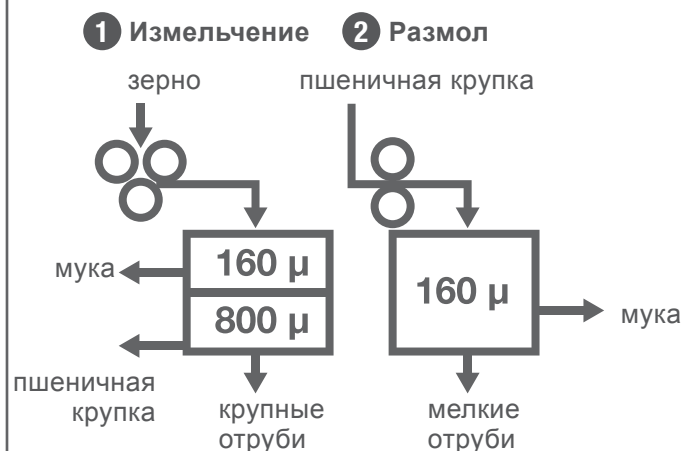 1 Измельчение
зерно
160 µ
мука
800 µ
пшеничная
крупка
крупные
отруби
2 Размол
пшеничная крупка
160 µ
мука
мелкие
отруби